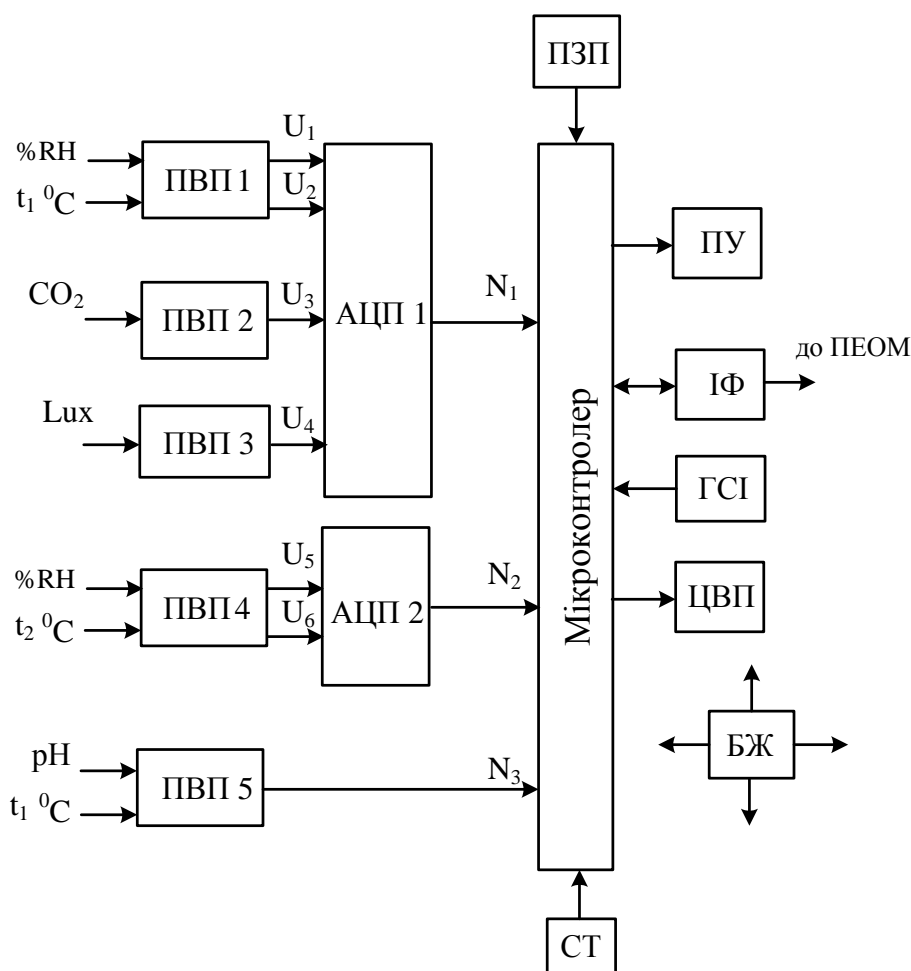 ПЗП
%RH
t₁ ⁰C
ПВП 1
U₁
U₂
CO₂
ПВП 2
U₃
АЦП 1
N₁
Lux
ПВП 3
U₄
%RH
t₂ ⁰C
ПВП 4
U₅
U₆
АЦП 2
N₂
pH
t₁ ⁰C
ПВП 5
N₃
Мікроконтролер
ПУ
ІФ
до ПЕОМ
ГСІ
ЦВП
БЖ
СТ